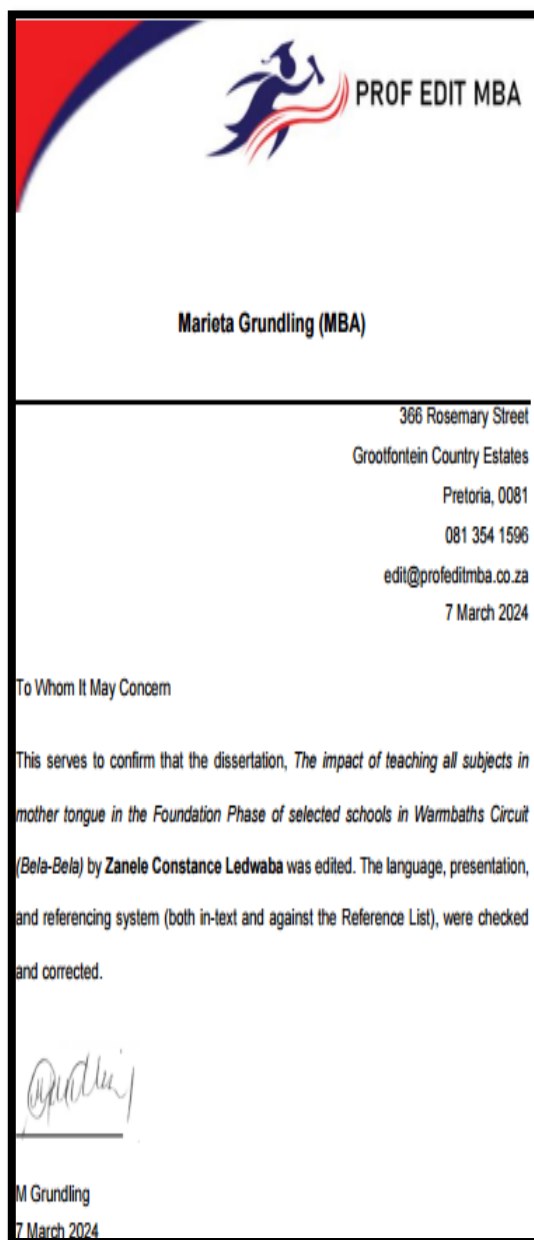 PROF EDIT MBA
Marieta Grundling (MBA)
366 Rosemary Street
Grootfontein Country Estates
Pretoria, 0081
081 354 1596
edit@profeditmba.co.za
7 March 2024
To Whom It May Concern
This serves to confirm that the dissertation, The impact of teaching all subjects in
mother tongue in the Foundation Phase of selected schools in Warmbaths Circuit
(Bela-Bela) by Zanele Constance Ledwaba was edited. The language, presentation,
and referencing system (both in-text and against the Reference List), were checked
and corrected.
M Grundling
7 March 2024